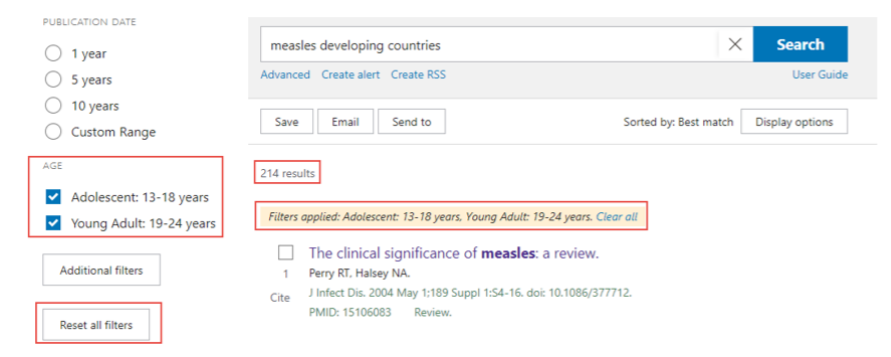 PUBLICATION DATE
1 year
5 years
10 years
Custom Range
AGE
Adolescent: 13-18 years
Young Adult: 19-24 years
Additional filters
Reset all filters
measles developing countries
Search
Advanced Create alert Create RSS
User Guide
Save Email Send to
Sorted by: Best match Display options
214 results
Filters applied: Adolescent: 13-18 years, Young Adult: 19-24 years. Clear all
The clinical significance of measles: a review.
1 Perry RT, Halsey NA.
Cite J Infect Dis. 2004 May 1;189 Suppl 1:S4-16. doi: 10.1086/377712.
PMID: 15106083 Review.